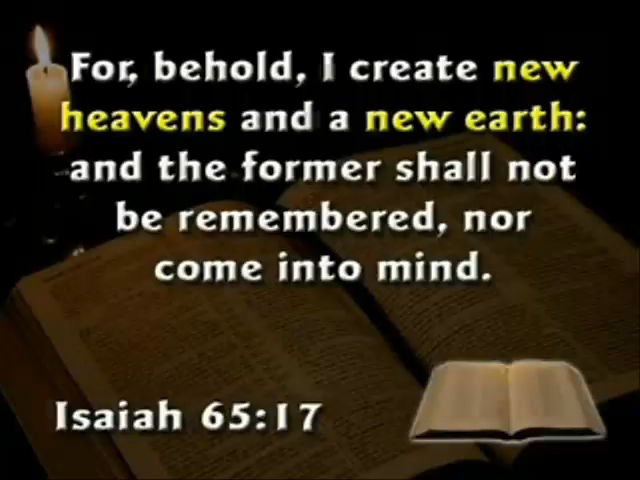 For, behold, I create new
heavens and a new earth:
and the former shall not
be remembered, nor
come into mind.
Isaiah 65:17